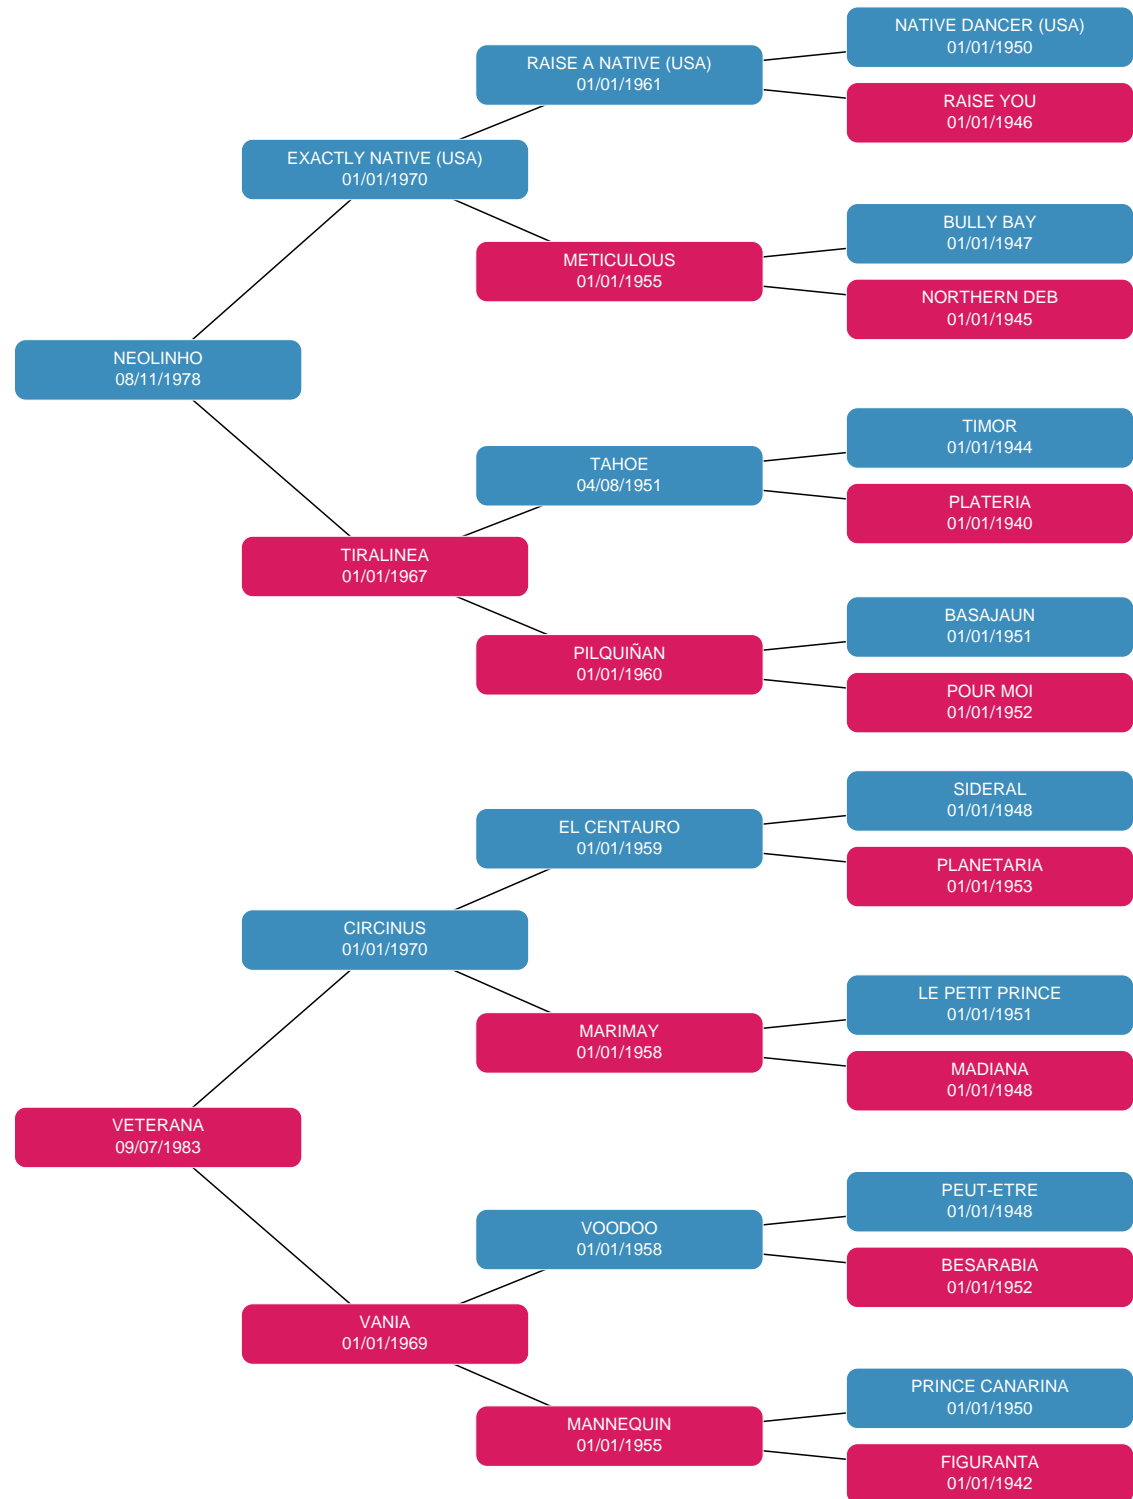 NATIVE DANCER (USA)
01/01/1950
RAISE A NATIVE (USA)
01/01/1961
RAISE YOU
01/01/1946
EXACTLY NATIVE (USA)
01/01/1970
BULLY BAY
01/01/1947
METICULOUS
01/01/1955
NORTHERN DEB
01/01/1945
NEOLINHO
08/11/1978
TIMOR
01/01/1944
TAHOE
04/08/1951
PLATERIA
01/01/1940
TIRALINEA
01/01/1967
BASAJAUN
01/01/1951
PILQUIÑAN
01/01/1960
POUR MOI
01/01/1952
SIDERAL
01/01/1948
EL CENTAURO
01/01/1959
PLANETARIA
01/01/1953
CIRCINUS
01/01/1970
LE PETIT PRINCE
01/01/1951
MARIMAY
01/01/1958
MADIANA
01/01/1948
VETERANA
09/07/1983
PEUT-ETRE
01/01/1948
VOODOO
01/01/1958
BESARABIA
01/01/1952
VANIA
01/01/1969
PRINCE CANARINA
01/01/1950
MANNEQUIN
01/01/1955
FIGURANTA
01/01/1942